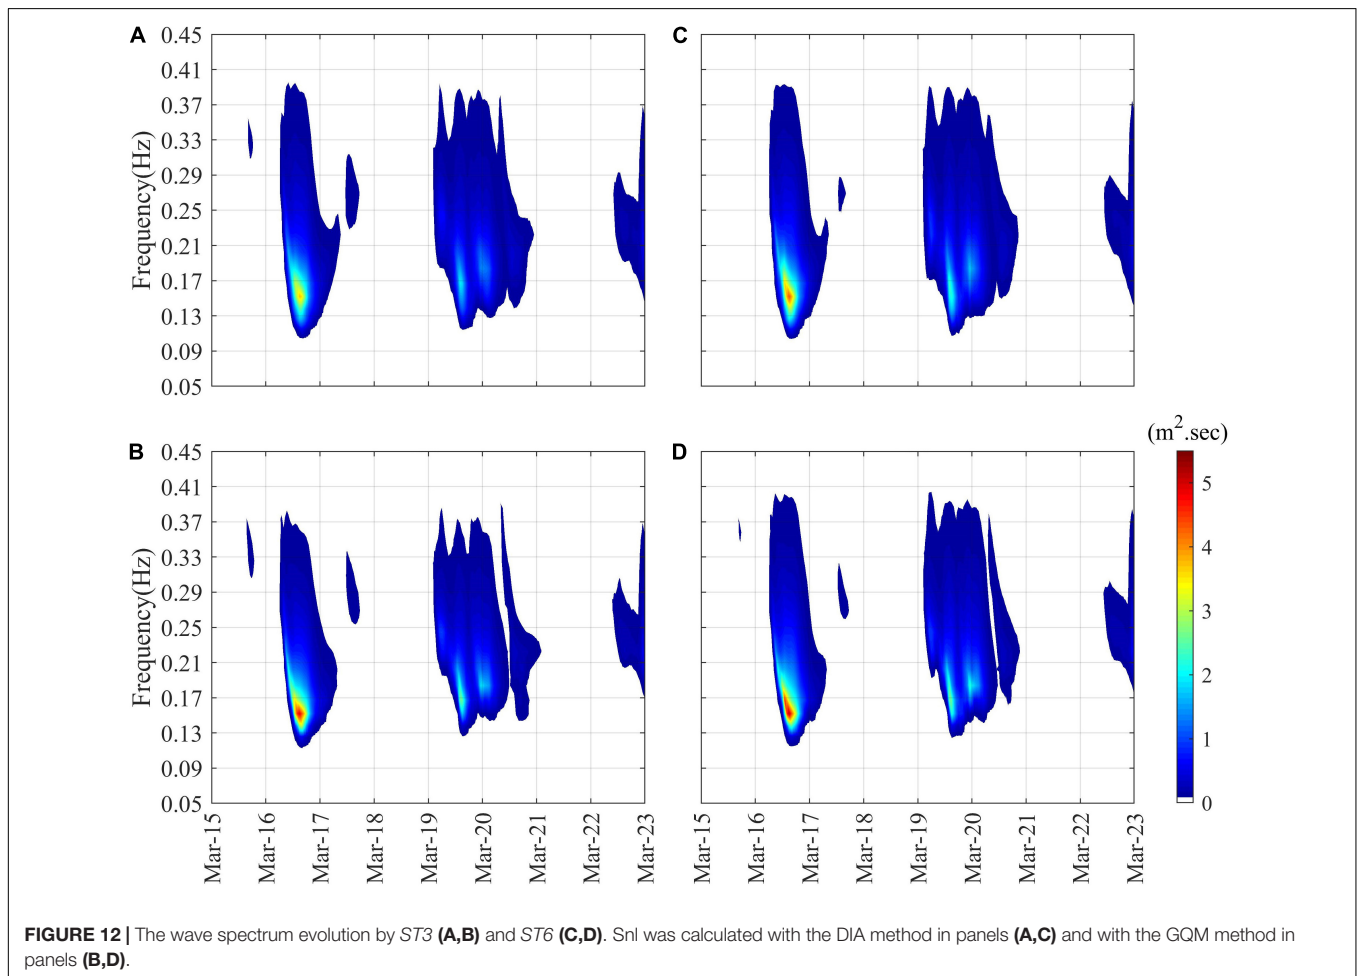 A
C
0.45
0.41
0.37
0.33
0.29
0.25
0.21
0.17
0.13
0.09
0.05
Frequency(Hz)
B
D
0.45
0.41
0.37
0.33
0.29
0.25
0.21
0.17
0.13
0.09
0.05
Frequency(Hz)
(m².sec)
5
4
3
2
1
0
Mar-15
Mar-16
Mar-17
Mar-18
Mar-19
Mar-20
Mar-21
Mar-22
Mar-23
Mar-15
Mar-16
Mar-17
Mar-18
Mar-19
Mar-20
Mar-21
Mar-22
Mar-23
FIGURE 12 | The wave spectrum evolution by ST3 (A,B) and ST6 (C,D). Snl was calculated with the DIA method in panels (A,C) and with the GQM method in
panels (B,D).